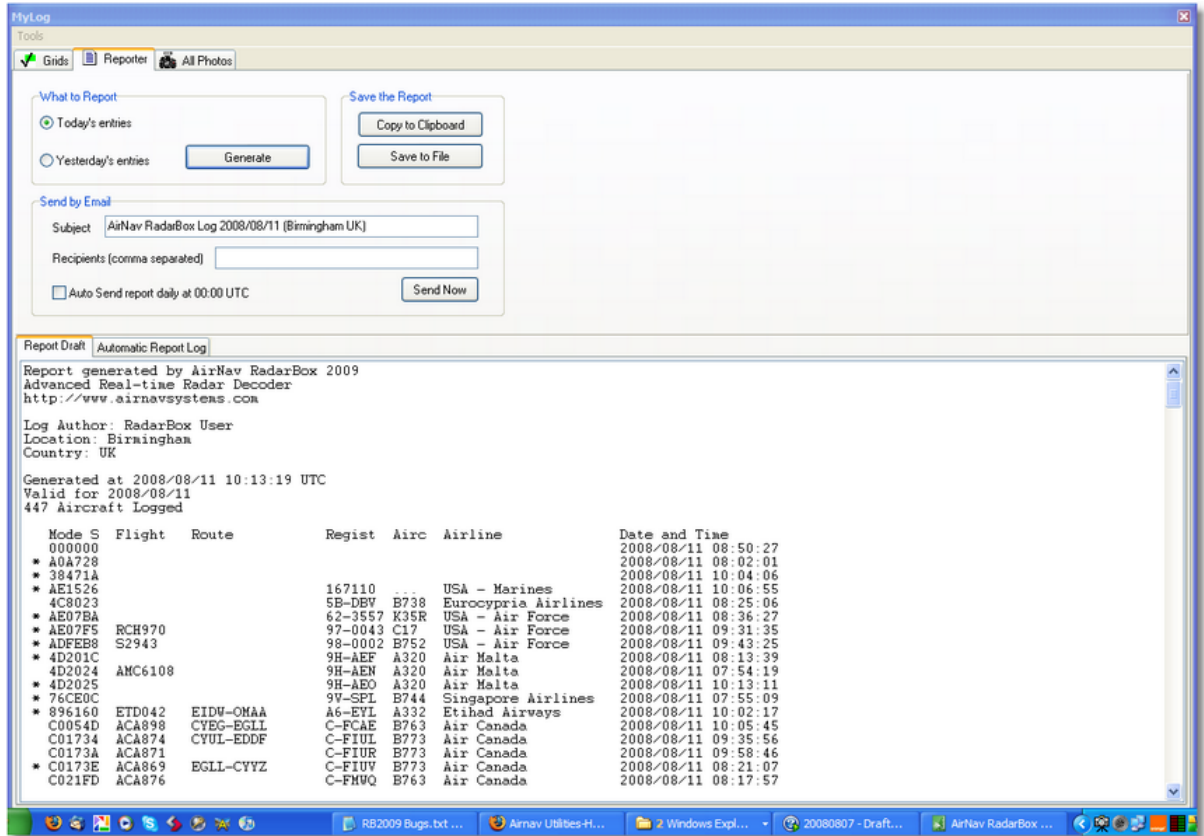 MyLog
Tools
Grids Reporter All Photos
What to Report
Today's entries
Yesterday's entries Generate
Save the Report
Copy to Clipboard
Save to File
Send by Email
Subject AirNav RadarBox Log 2008/08/11 (Birmingham UK)
Recipients (comma separated)
Auto Send report daily at 00:00 UTC Send Now
Report Draft Automatic Report Log
Report generated by AirNav RadarBox 2009
Advanced Real-time Radar Decoder
http://www.airnavsystems.com
Log Author: RadarBox User
Location: Birmingham
Country: UK
Generated at 2008/08/11 10:13:19 UTC
Valid for 2008/08/11
447 Aircraft Logged
Mode S Flight Route Regist Airc Airline Date and Time
000000 2008/08/11 08:50:27
* A0A728 2008/08/11 08:02:01
* 38471A 2008/08/11 10:04:06
* AE1526 167110 ... USA - Marines 2008/08/11 10:06:55
4C8023 5B-DBV B738 Eurocypria Airlines 2008/08/11 08:25:06
* AE07BA 62-3557 K35R USA - Air Force 2008/08/11 08:36:27
* AE07F5 RCH970 97-0043 C17 USA - Air Force 2008/08/11 09:31:35
* ADFEB8 S2943 98-0002 B752 USA - Air Force 2008/08/11 09:43:25
* 4D201C 9H-AEF A320 Air Malta 2008/08/11 08:13:39
4D2024 AMC6108 9H-AEN A320 Air Malta 2008/08/11 07:54:19
* 4D2025 9H-AEO A320 Air Malta 2008/08/11 10:13:11
* 76CE0C 9V-SPL B744 Singapore Airlines 2008/08/11 07:55:09
* 896160 ETD042 EIDW-OMAA A6-EYL A332 Etihad Airways 2008/08/11 10:02:17
C0054D ACA898 CYEG-EGLL C-FCAE B763 Air Canada 2008/08/11 10:05:45
C01734 ACA874 CYUL-EDDF C-FIUL B773 Air Canada 2008/08/11 09:35:56
C0173A ACA871 C-FIUR B773 Air Canada 2008/08/11 09:58:46
* C0173E ACA869 EGLL-CYYZ C-FIUV B773 Air Canada 2008/08/11 08:21:07
C021FD ACA876 C-FMWQ B763 Air Canada 2008/08/11 08:17:57
RB2009 Bugs.txt ... Airnav Utilities-H... 2 Windows Expl... 20080807 - Draft... AirNav RadarBox ...